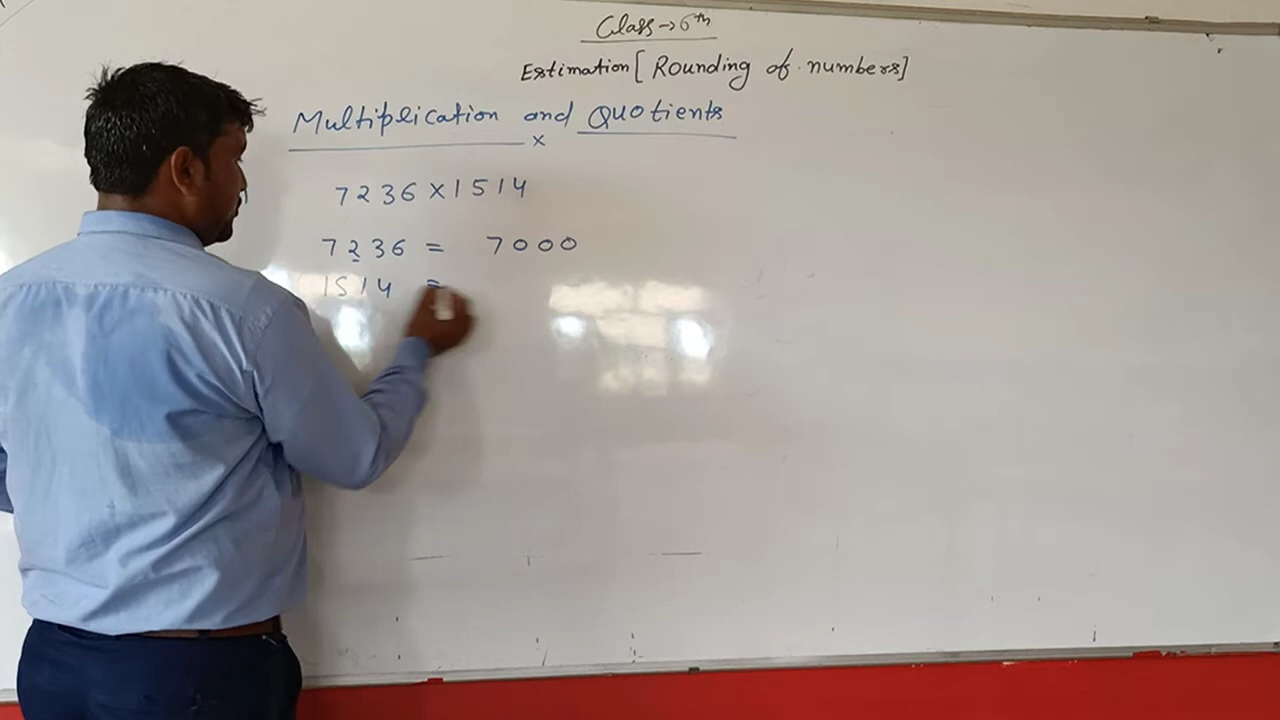 Class → 6th
Estimation [Rounding of numbers]
Multiplication and Quotients
×
7236 × 1514
7236 = 7000
1514 =